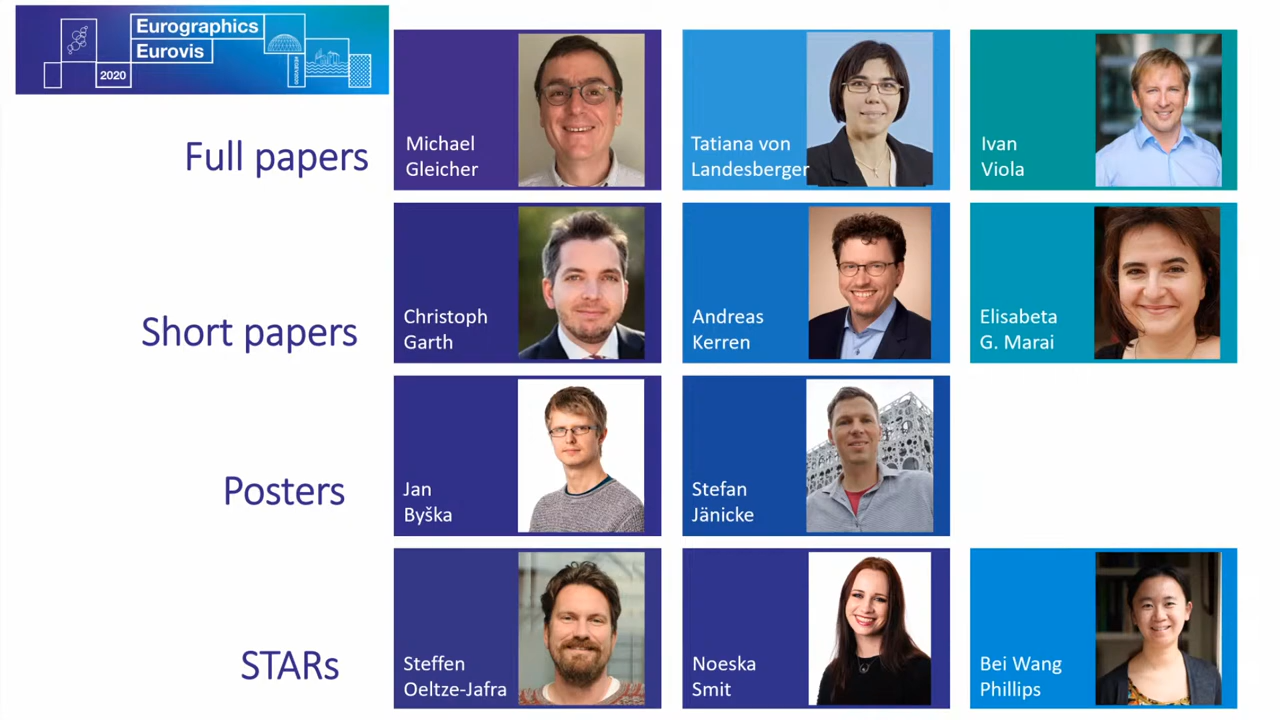 Eurographics
Eurovis
2020
Full papers
Michael
Gleicher
Tatiana von
Landesberger
Ivan
Viola
Short papers
Christoph
Garth
Andreas
Kerren
Elisabeta
G. Marai
Posters
Jan
Byška
Stefan
Jänicke
STARs
Steffen
Oeltze-Jafra
Noeska
Smit
Bei Wang
Phillips